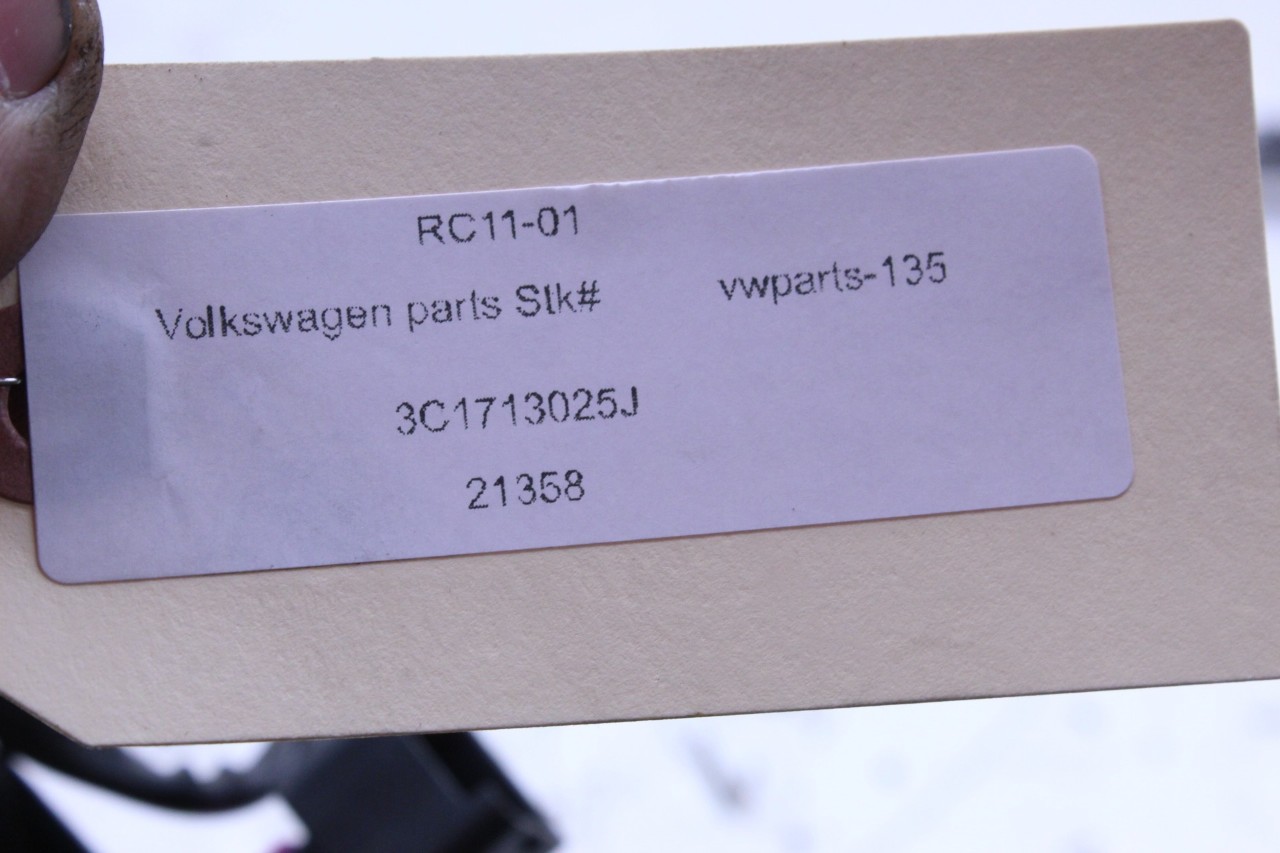 RC11-01
Volkswagen parts Stk# vwparts-135
3C1713025J
21358